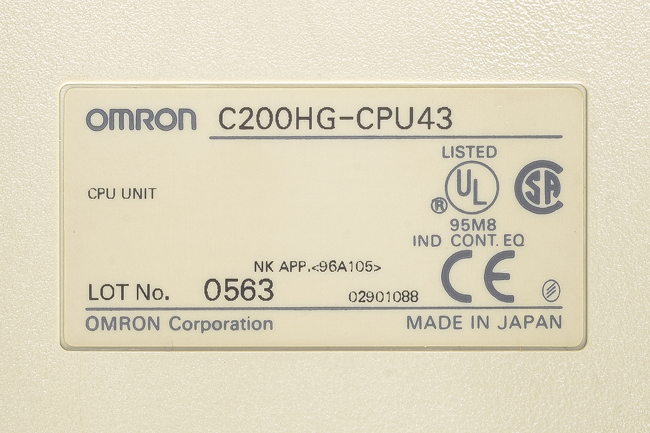 OMRON C200HG-CPU43
LISTED
UL
®
SA
CPU UNIT
95M8
IND CONT. EQ
NK APP.<96A105>
CE
LOT No. 0563 02901088
OMRON Corporation MADE IN JAPAN